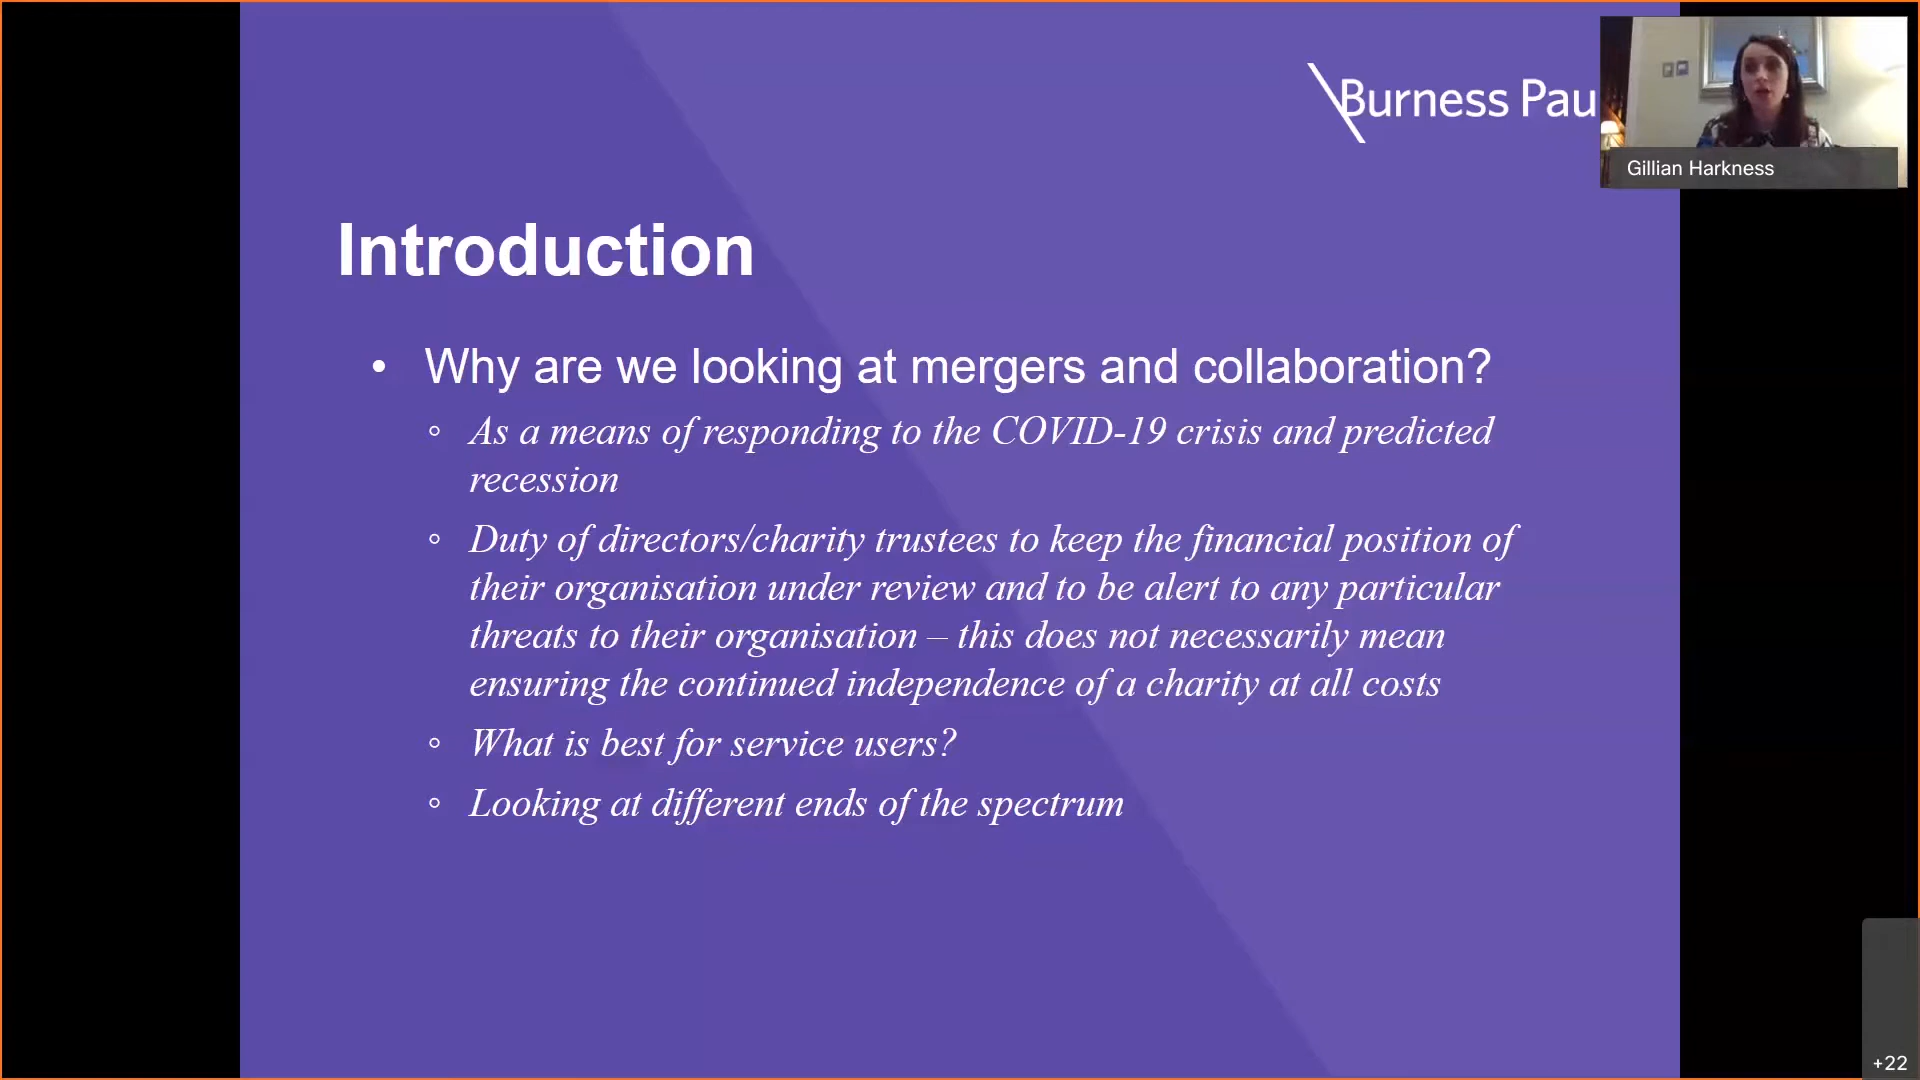 Burness Pau
Gillian Harkness
Introduction
• Why are we looking at mergers and collaboration?
◦ As a means of responding to the COVID-19 crisis and predicted
recession
◦ Duty of directors/charity trustees to keep the financial position of
their organisation under review and to be alert to any particular
threats to their organisation – this does not necessarily mean
ensuring the continued independence of a charity at all costs
◦ What is best for service users?
◦ Looking at different ends of the spectrum
+22